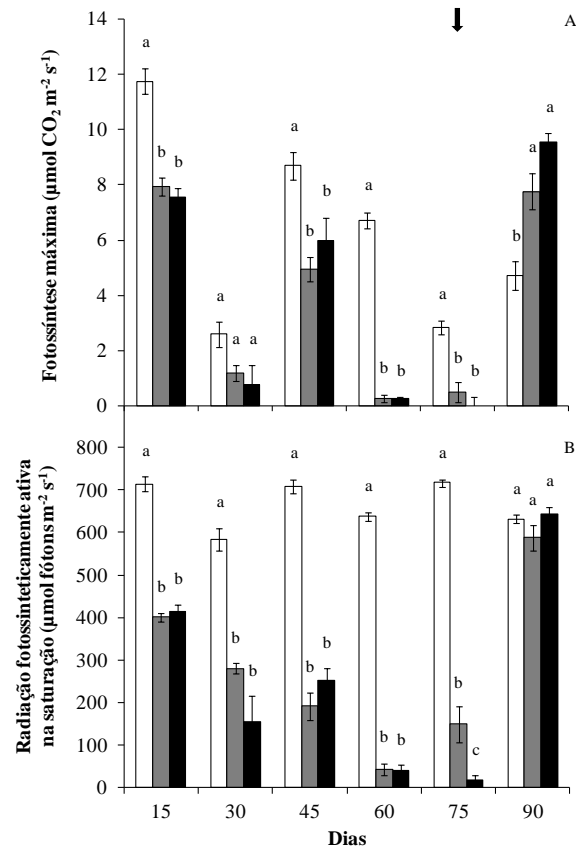 A
Fotossíntese máxima (μmol CO₂ m⁻² s⁻¹)
14
12
10
8
6
4
2
0
a
b
b
a
a
a
a
b
b
a
b
b
a
b
b
b
a
a
B
Radiação fotossinteticamente ativa
na saturação (μmol fótons m⁻² s⁻¹)
800
700
600
500
400
300
200
100
0
a
b
b
a
b
b
a
b
b
a
b
b
a
b
c
a
a
a
15 30 45 60 75 90
Dias